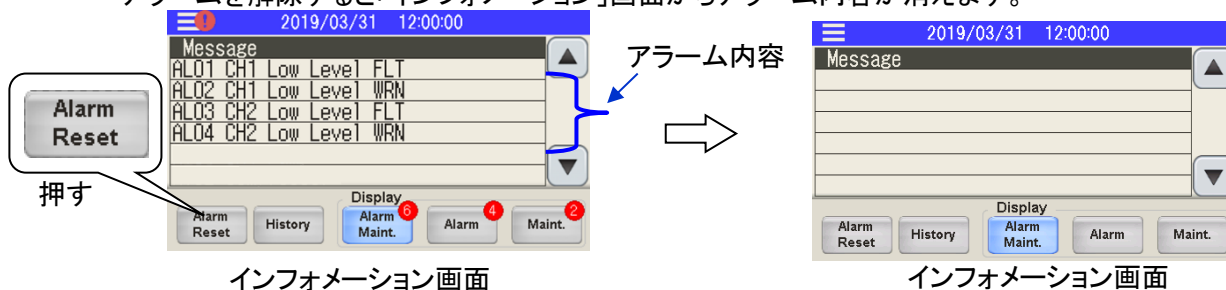 アラームを解除すると「インフォメーション」画面からアラーム内容が消えます。
2019/03/31 12:00:00
Message
AL01 CH1 Low Level FLT
AL02 CH1 Low Level WRN
AL03 CH2 Low Level FLT
AL04 CH2 Low Level WRN
アラーム内容
Alarm
Reset
押す
Display
Alarm
Reset
History
Alarm
Maint.
6
Alarm
4
Maint.
2
インフォメーション画面
2019/03/31 12:00:00
Message
Display
Alarm
Reset
History
Alarm
Maint.
Alarm
Maint.
インフォメーション画面